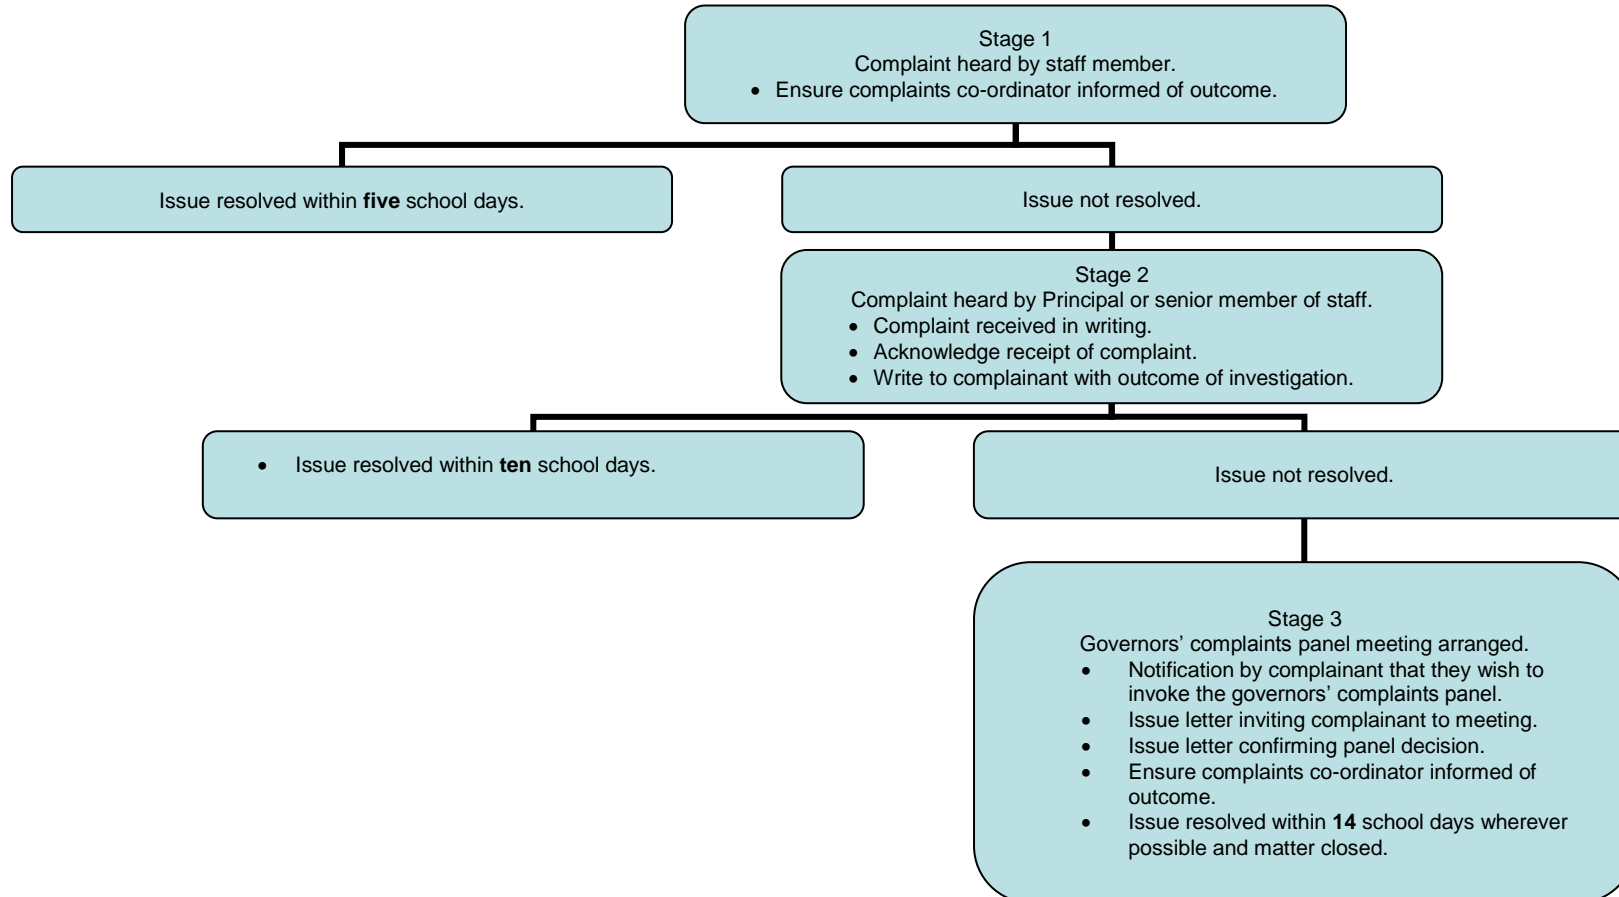 Stage 1
Complaint heard by staff member.
• Ensure complaints co-ordinator informed of outcome.
Issue resolved within five school days.
Issue not resolved.
Stage 2
Complaint heard by Principal or senior member of staff.
• Complaint received in writing.
• Acknowledge receipt of complaint.
• Write to complainant with outcome of investigation.
• Issue resolved within ten school days.
Issue not resolved.
Stage 3
Governors’ complaints panel meeting arranged.
• Notification by complainant that they wish to
invoke the governors’ complaints panel.
• Issue letter inviting complainant to meeting.
• Issue letter confirming panel decision.
• Ensure complaints co-ordinator informed of
outcome.
• Issue resolved within 14 school days wherever
possible and matter closed.